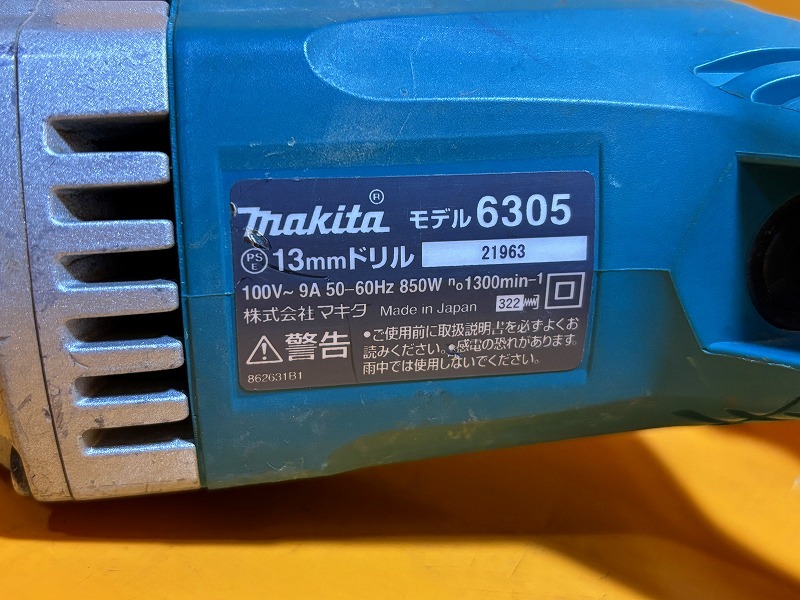 makita ® モデル 6305
PSE 13mmドリル 21963
100V~ 9A 50-60Hz 850W n₀1300min-1
株式会社マキタ Made in Japan 322
警告 •ご使用前に取扱説明書を必ずよくお
読みください。•感電の恐れがあります。
雨中では使用しないでください。
862631B1